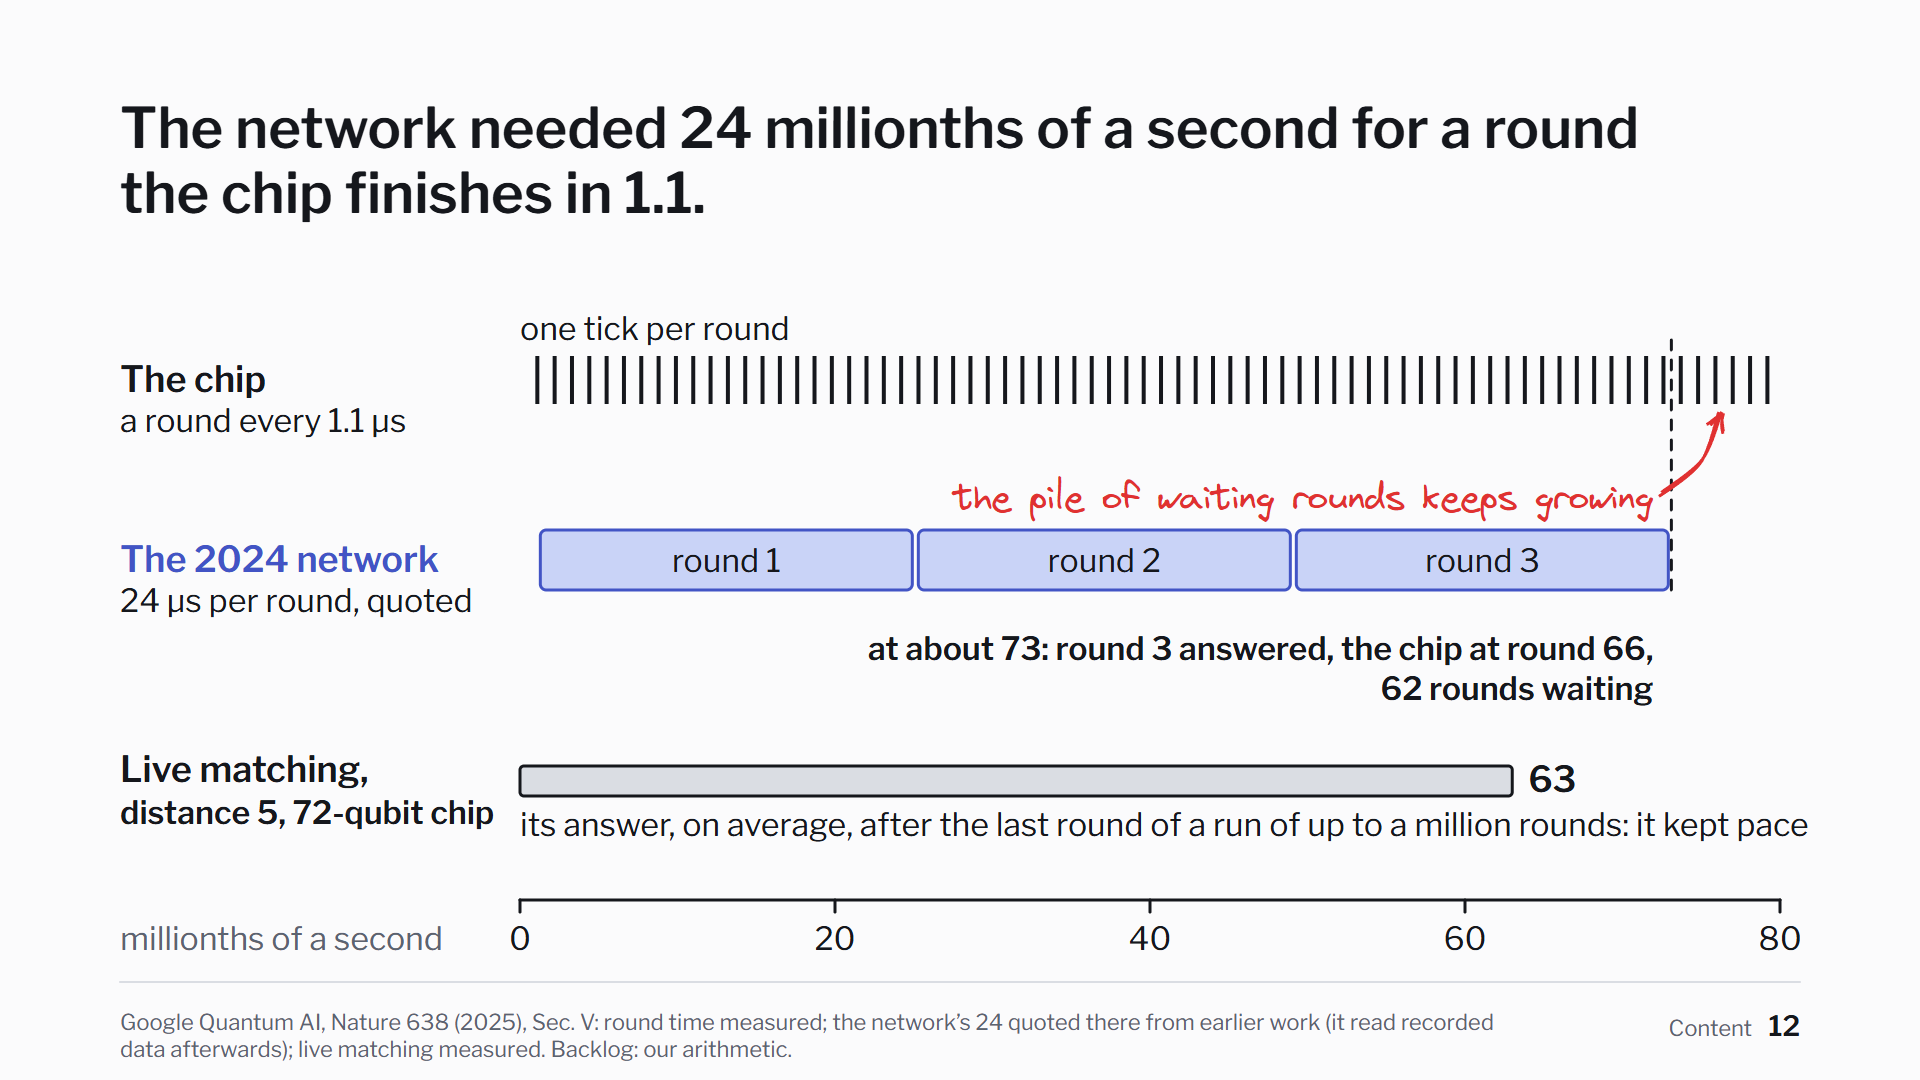 The network needed 24 millionths of a second for a round
the chip finishes in 1.1.
one tick per round
The chip
a round every 1.1 µs
the pile of waiting rounds keeps growing
The 2024 network
24 µs per round, quoted
round 1
round 2
round 3
at about 73: round 3 answered, the chip at round 66,
62 rounds waiting
Live matching,
distance 5, 72-qubit chip
63
its answer, on average, after the last round of a run of up to a million rounds: it kept pace
millionths of a second
0
20
40
60
80
Google Quantum AI, Nature 638 (2025), Sec. V: round time measured; the network’s 24 quoted there from earlier work (it read recorded
data afterwards); live matching measured. Backlog: our arithmetic.
Content 12